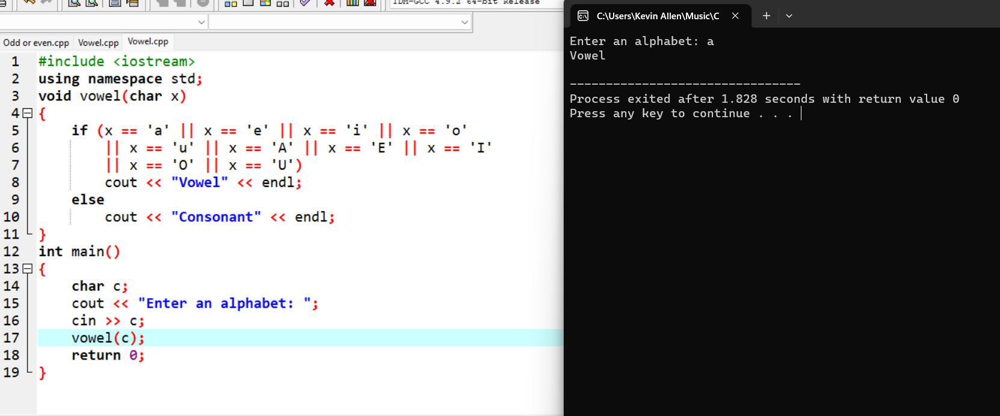 TDM-GCC 4.9.2 64-bit Release
Odd or even.cpp Vowel.cpp Vowel.cpp
1 #include <iostream>
2 using namespace std;
3 void vowel(char x)
4 {
5 if (x == 'a' || x == 'e' || x == 'i' || x == 'o'
6 || x == 'u' || x == 'A' || x == 'E' || x == 'I'
7 || x == 'O' || x == 'U')
8 cout << "Vowel" << endl;
9 else
10 cout << "Consonant" << endl;
11 }
12 int main()
13 {
14 char c;
15 cout << "Enter an alphabet: ";
16 cin >> c;
17 vowel(c);
18 return 0;
19 }
C:\Users\Kevin Allen\Music\C
Enter an alphabet: a
Vowel
--------------------------------
Process exited after 1.828 seconds with return value 0
Press any key to continue . . .